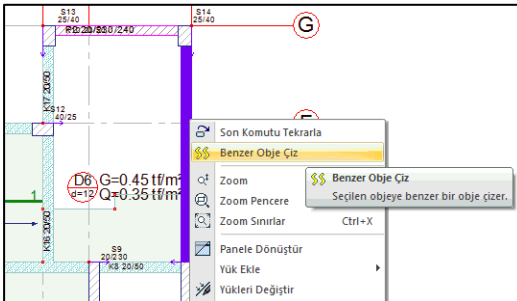 S13
25/40
S14
25/40
G
K17 20/50
S12
40/25
Son Komutu Tekrarla
Benzer Obje Çiz
Zoom
Zoom Pencere
Zoom Sınırlar Ctrl+X
Panele Dönüştür
Yük Ekle
Yükleri Değiştir
Benzer Obje Çiz
Seçilen objeye benzer bir obje çizer.
D6
d=12
G=0.45 tf/m²
Q=0.35 tf/m²
1
K16 20/50
S9
20/230
K8 20/50